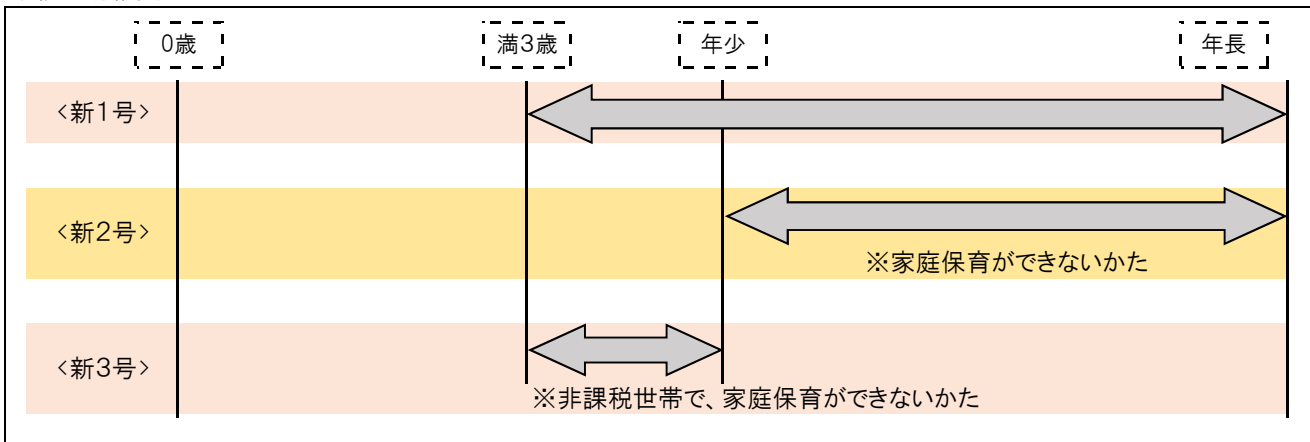 0歳
満3歳
年少
年長
<新1号>
<新2号>
※家庭保育ができないかた
<新3号>
※非課税世帯で、家庭保育ができないかた